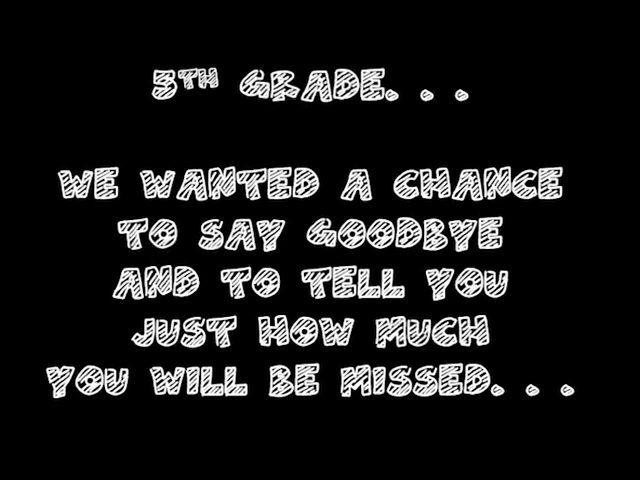 5TH GRADE. . .
WE WANTED A CHANCE
TO SAY GOODBYE
AND TO TELL YOU
JUST HOW MUCH
YOU WILL BE MISSED. . .